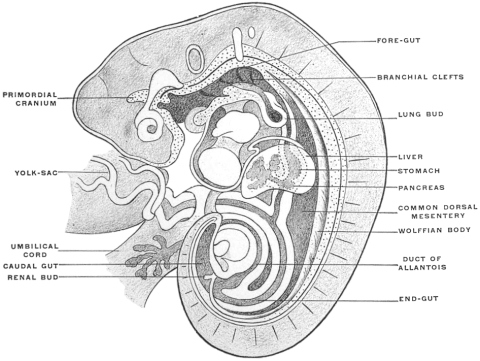 FORE-GUT
BRANCHIAL CLEFTS
PRIMORDIAL
CRANIUM
LUNG BUD
LIVER
STOMACH
YOLK-SAC
PANCREAS
COMMON DORSAL
MESENTERY
WOLFFIAN BODY
UMBILICAL
CORD
CAUDAL GUT
DUCT OF
ALLANTOIS
RENAL BUD
END-GUT